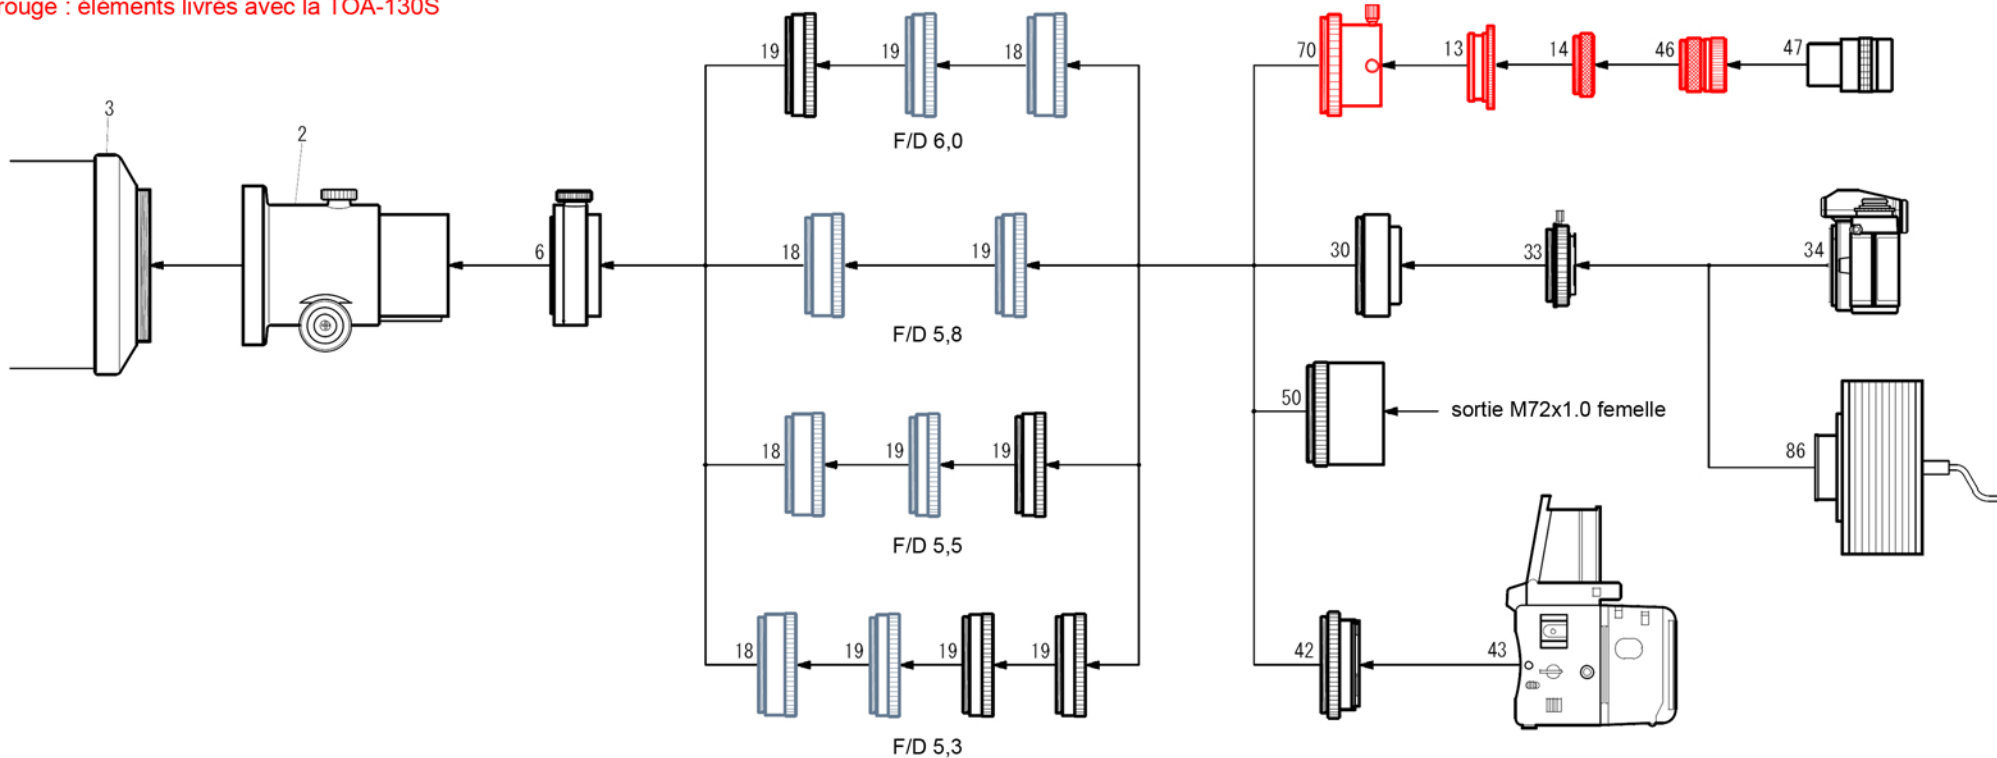 rouge : éléments livrés avec la TOA-130S
19 19 18 70 13 14 46 47
3 2
F/D 6,0
6 18 19 30 33 34
F/D 5,8
50 sortie M72x1.0 femelle
18 19 19 86
F/D 5,5
18 19 19 19 42 43
F/D 5,3